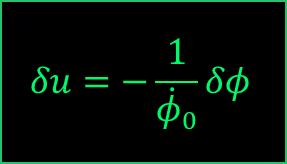 δu = − 1/ϕ̇₀ δϕ